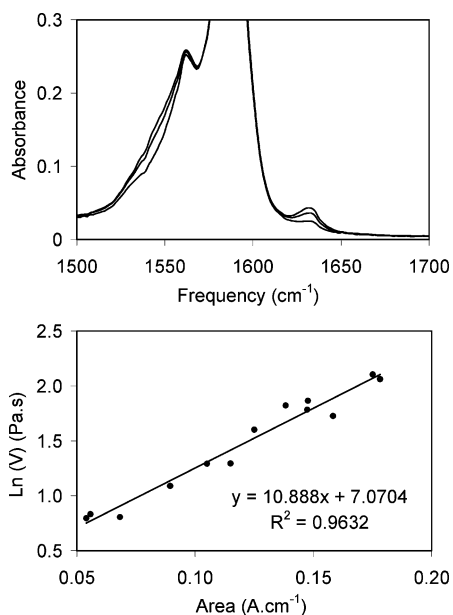 0.3
0.2
0.1
0
Absorbance
1500 1550 1600 1650 1700
Frequency (cm-1)
2.5
2.0
1.5
1.0
0.5
Ln (V) (Pa.s)
y = 10.888x + 7.0704
R2 = 0.9632
0.05 0.10 0.15 0.20
Area (A.cm-1)